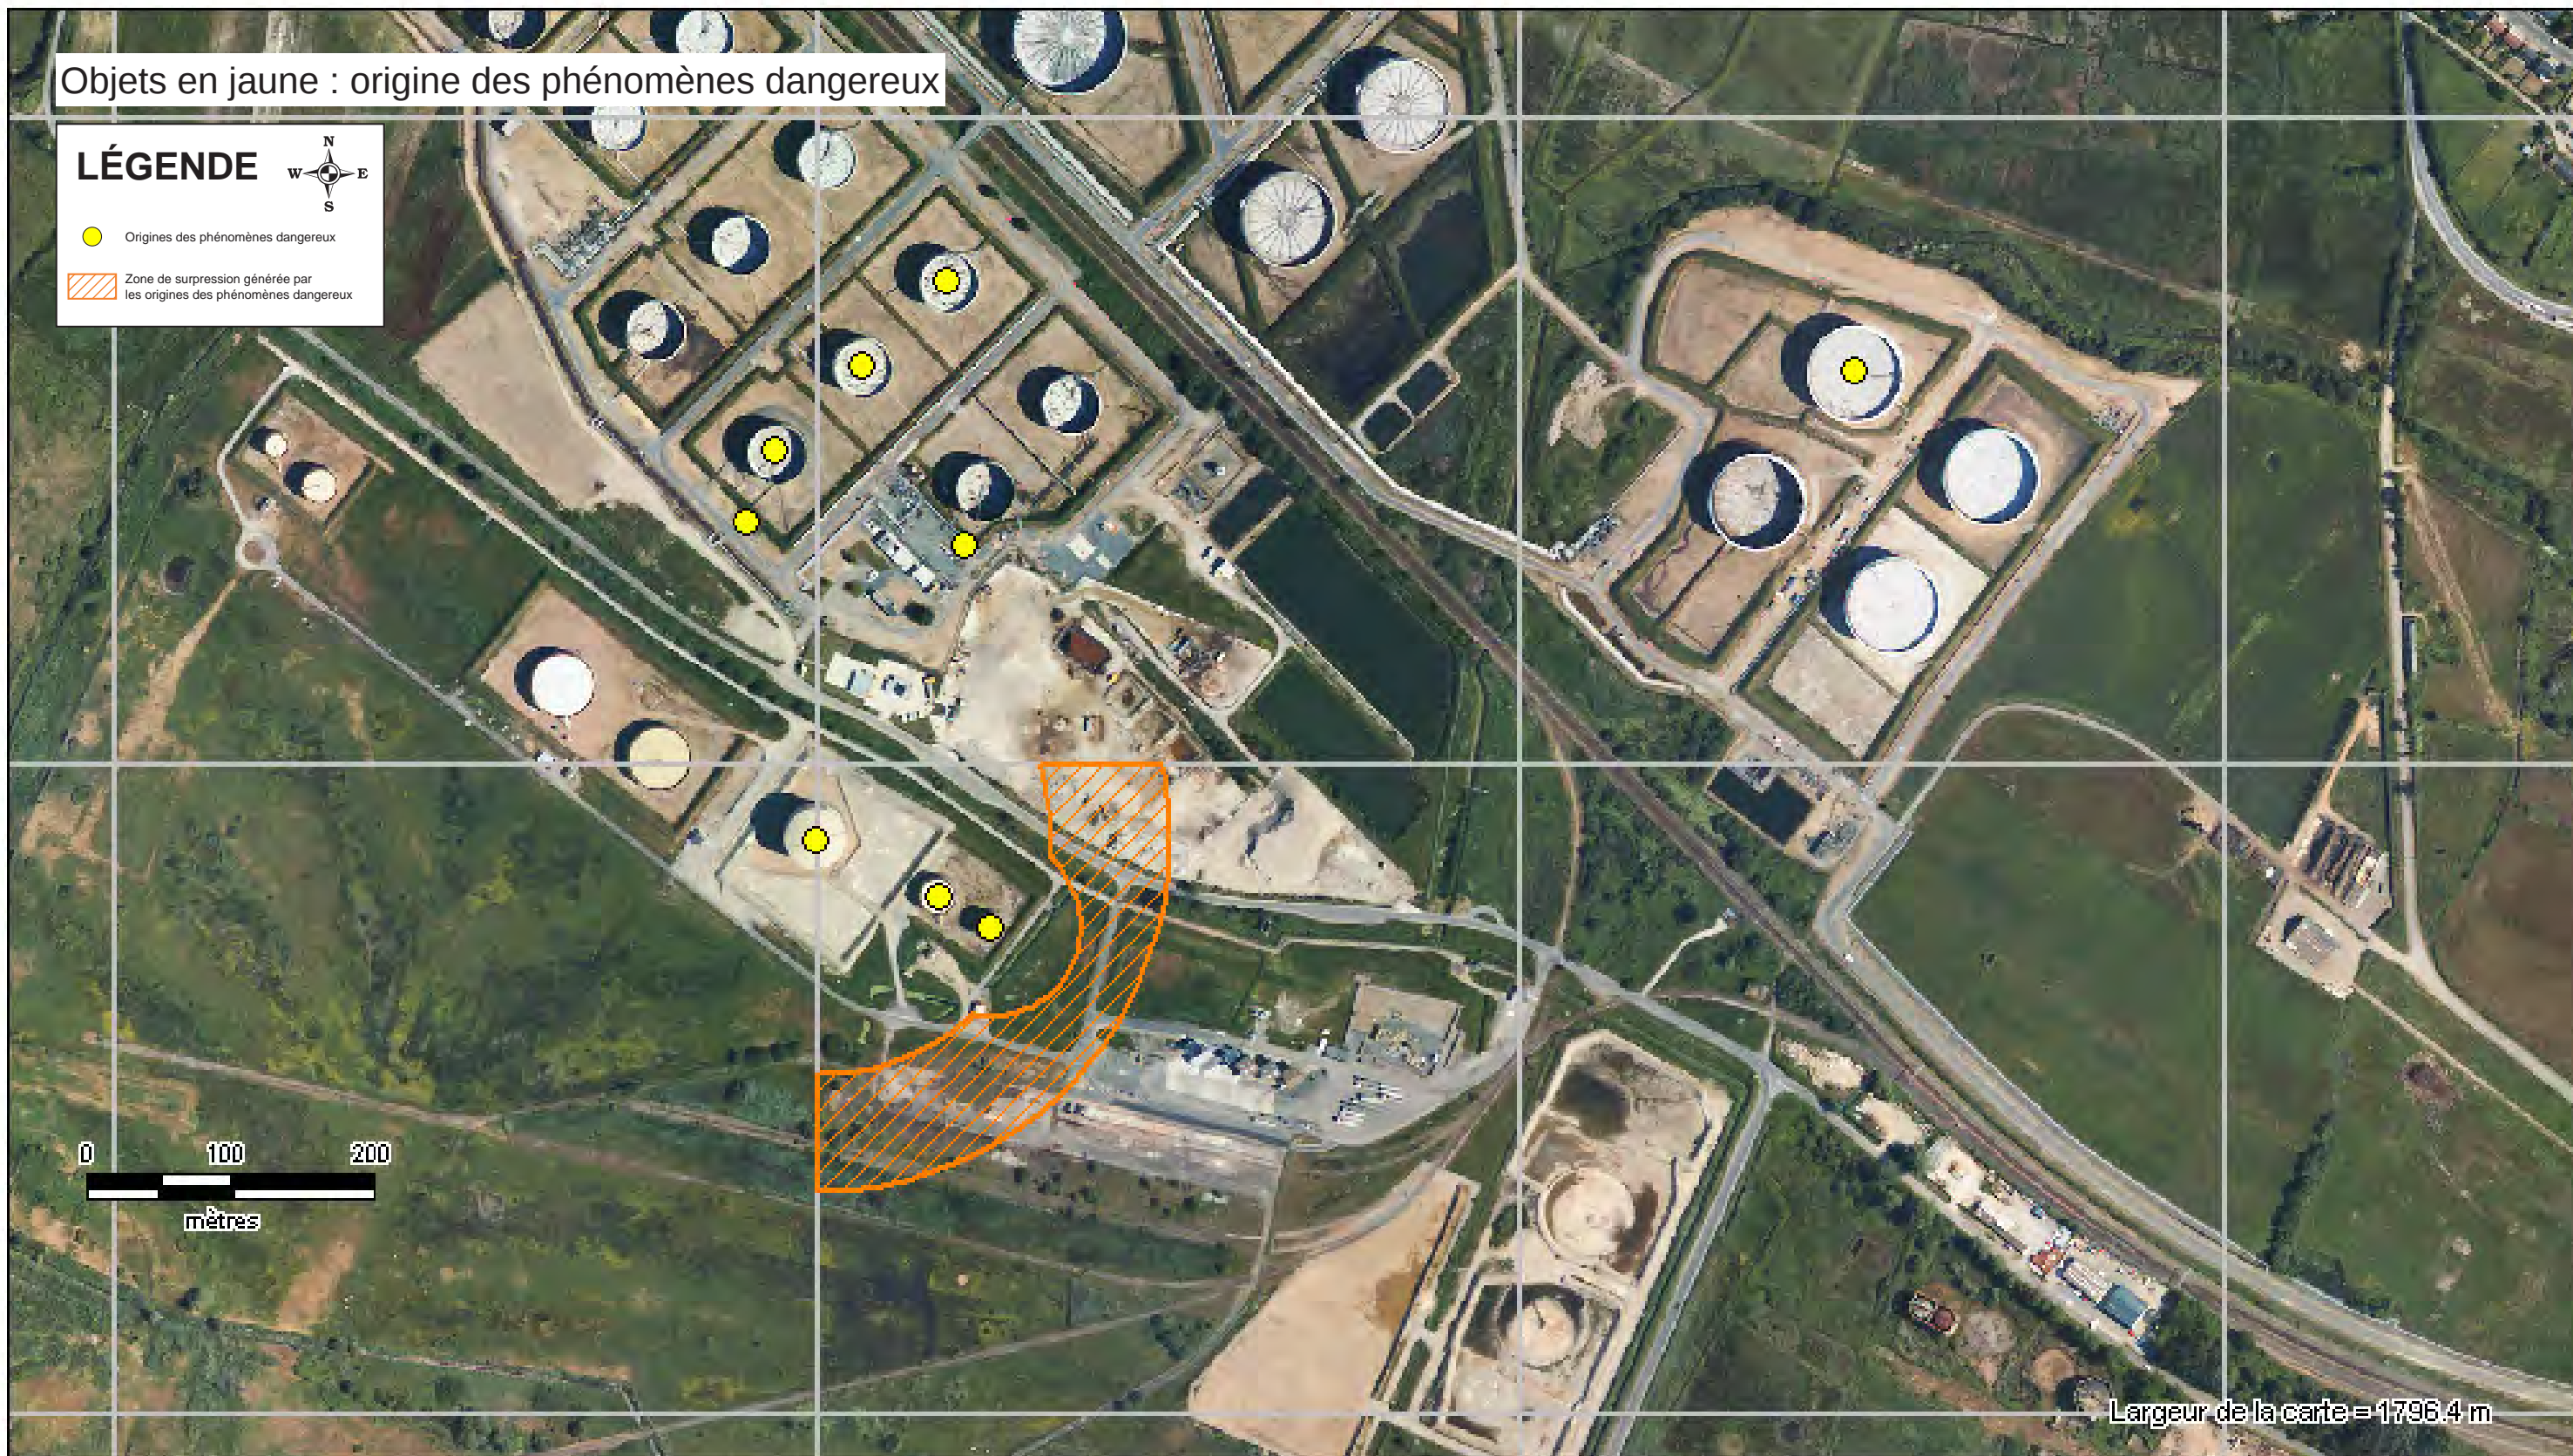 Objets en jaune : origine des phénomènes dangereux
LÉGENDE
N
W E
S
Origines des phénomènes dangereux
Zone de surpression générée par
les origines des phénomènes dangereux
0 100 200
mètres
Largeur de la carte = 1796.4 m